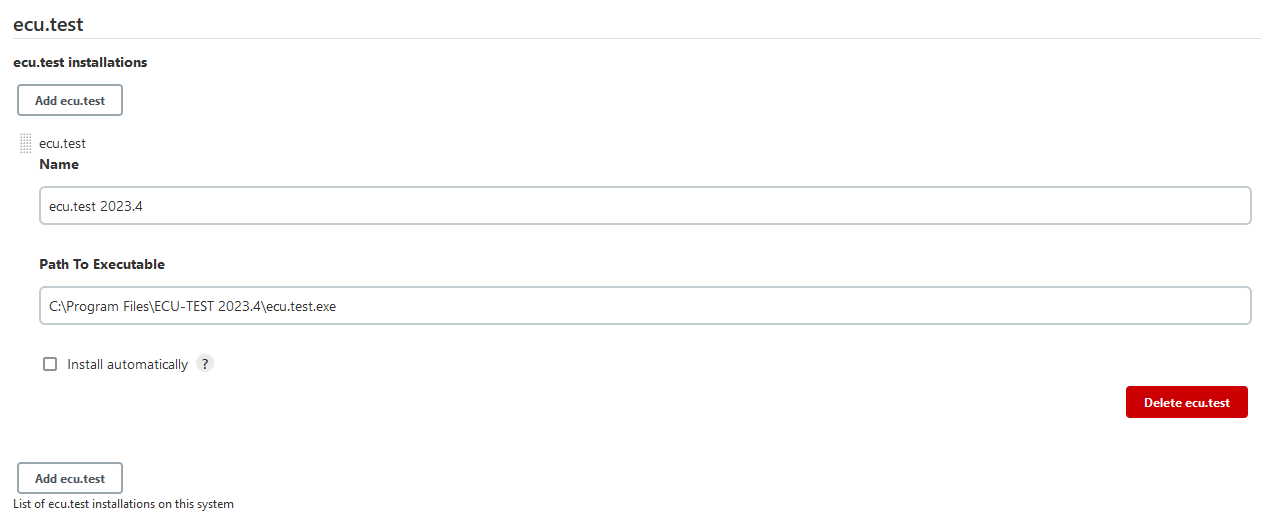 ecu.test
ecu.test installations
Add ecu.test
ecu.test
Name
ecu.test 2023.4
Path To Executable
C:\Program Files\ECU-TEST 2023.4\ecu.test.exe
Install automatically ?
Delete ecu.test
Add ecu.test
List of ecu.test installations on this system